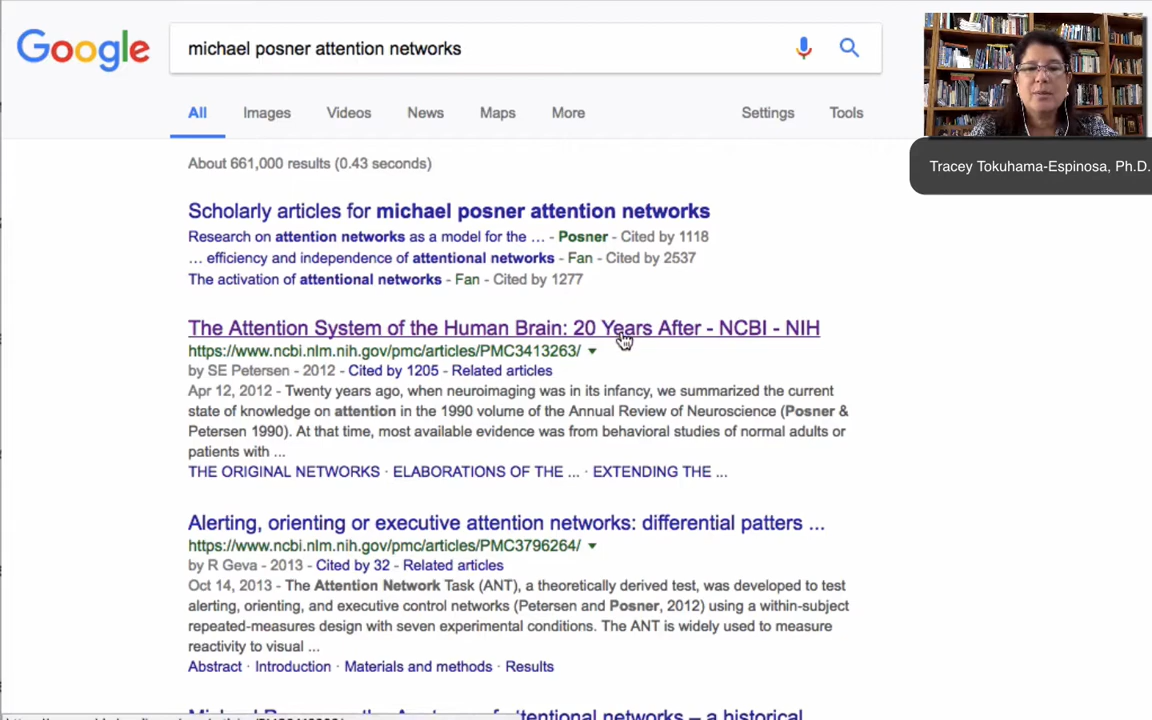 Google
michael posner attention networks
All Images Videos News Maps More Settings Tools
Tracey Tokuhama-Espinosa, Ph.D.
About 661,000 results (0.43 seconds)
Scholarly articles for michael posner attention networks
Research on attention networks as a model for the ... - Posner - Cited by 1118
... efficiency and independence of attentional networks - Fan - Cited by 2537
The activation of attentional networks - Fan - Cited by 1277
The Attention System of the Human Brain: 20 Years After - NCBI - NIH
https://www.ncbi.nlm.nih.gov/pmc/articles/PMC3413263/
by SE Petersen - 2012 - Cited by 1205 - Related articles
Apr 12, 2012 - Twenty years ago, when neuroimaging was in its infancy, we summarized the current
state of knowledge on attention in the 1990 volume of the Annual Review of Neuroscience (Posner &
Petersen 1990). At that time, most available evidence was from behavioral studies of normal adults or
patients with ...
THE ORIGINAL NETWORKS · ELABORATIONS OF THE ... · EXTENDING THE ...
Alerting, orienting or executive attention networks: differential patters ...
https://www.ncbi.nlm.nih.gov/pmc/articles/PMC3796264/
by R Geva - 2013 - Cited by 32 - Related articles
Oct 14, 2013 - The Attention Network Task (ANT), a theoretically derived test, was developed to test
alerting, orienting, and executive control networks (Petersen and Posner, 2012) using a within-subject
repeated-measures design with seven experimental conditions. The ANT is widely used to measure
reactivity to visual ...
Abstract · Introduction · Materials and methods · Results
attentional networks – a historical